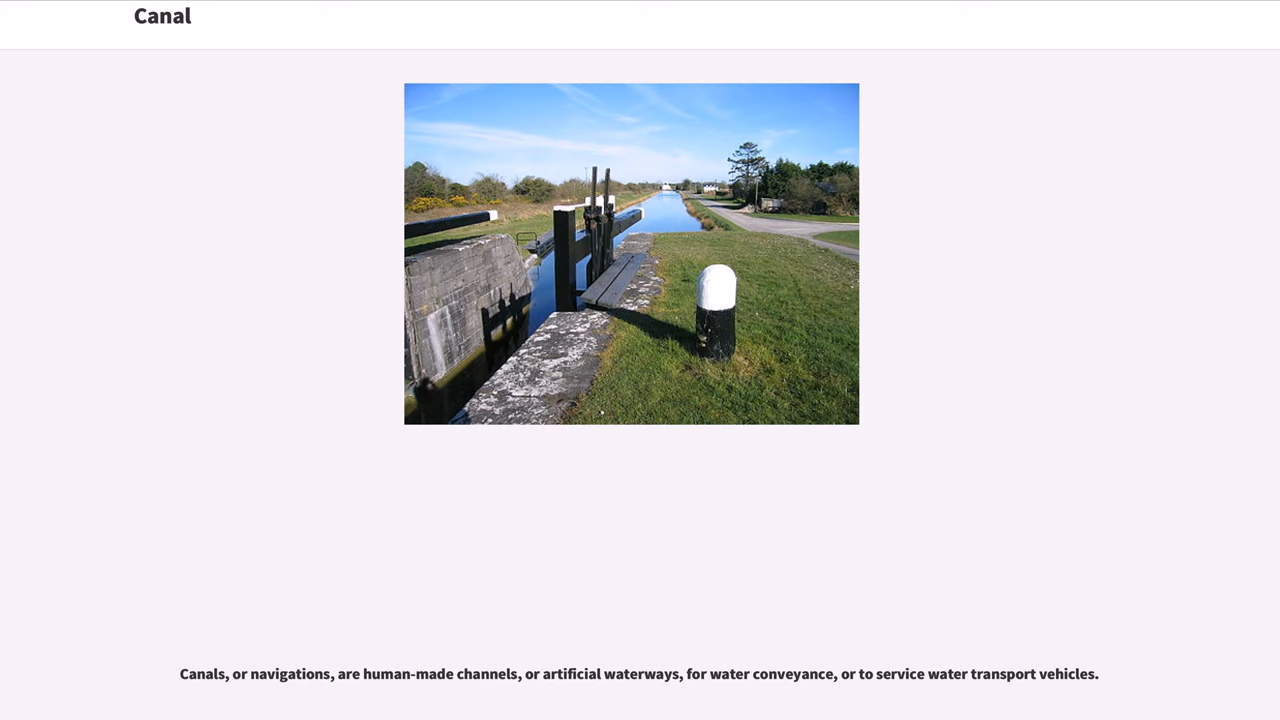 Canal
Canals, or navigations, are human-made channels, or artificial waterways, for water conveyance, or to service water transport vehicles.